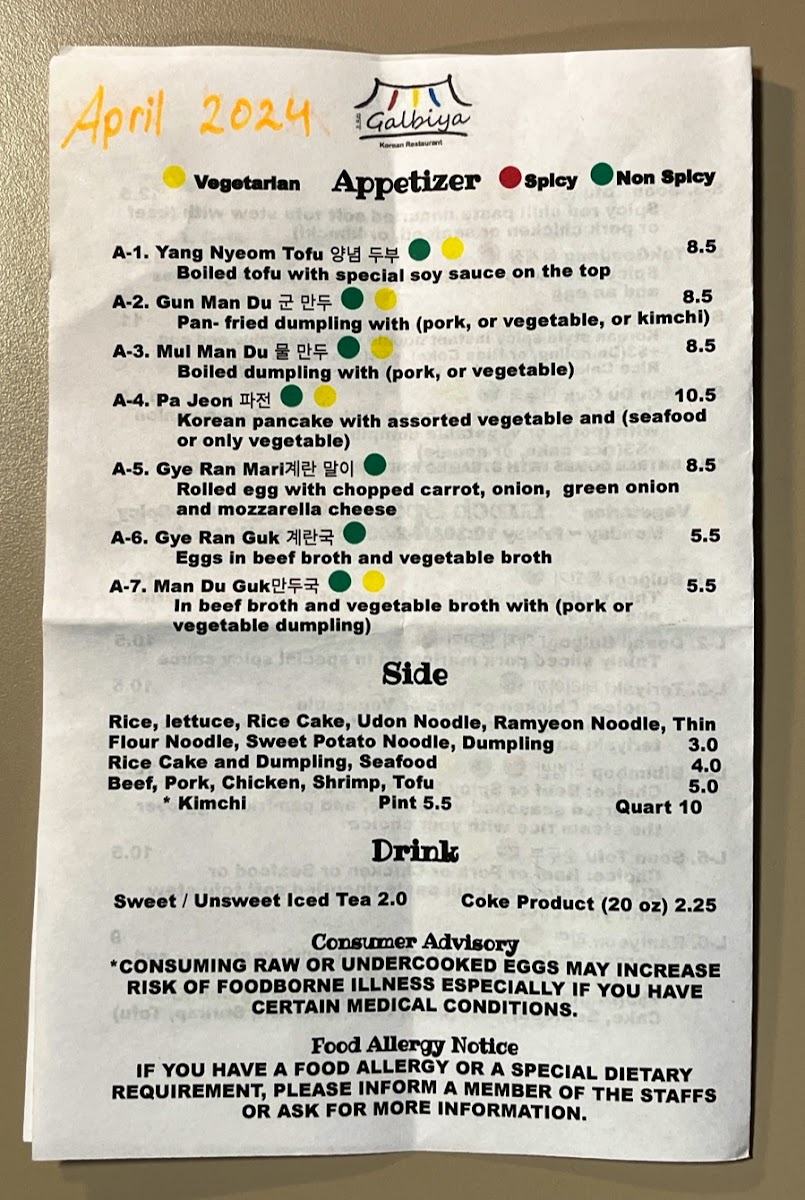 April 2024
Galbiya
Korean Restaurant
Vegetarian Appetizer Spicy Non Spicy
A-1. Yang Nyeom Tofu 양념 두부 8.5
Boiled tofu with special soy sauce on the top
A-2. Gun Man Du 군 만두 8.5
Pan- fried dumpling with (pork, or vegetable, or kimchi)
A-3. Mul Man Du 물 만두 8.5
Boiled dumpling with (pork, or vegetable)
A-4. Pa Jeon 파전 10.5
Korean pancake with assorted vegetable and (seafood
or only vegetable)
A-5. Gye Ran Mari계란 말이 8.5
Rolled egg with chopped carrot, onion, green onion
and mozzarella cheese
A-6. Gye Ran Guk 계란국 5.5
Eggs in beef broth and vegetable broth
A-7. Man Du Guk만두국 5.5
In beef broth and vegetable broth with (pork or
vegetable dumpling)
Side
Rice, lettuce, Rice Cake, Udon Noodle, Ramyeon Noodle, Thin
Flour Noodle, Sweet Potato Noodle, Dumpling 3.0
Rice Cake and Dumpling, Seafood 4.0
Beef, Pork, Chicken, Shrimp, Tofu 5.0
* Kimchi Pint 5.5 Quart 10
Drink
Sweet / Unsweet Iced Tea 2.0 Coke Product (20 oz) 2.25
Consumer Advisory
*CONSUMING RAW OR UNDERCOOKED EGGS MAY INCREASE
RISK OF FOODBORNE ILLNESS ESPECIALLY IF YOU HAVE
CERTAIN MEDICAL CONDITIONS.
Food Allergy Notice
IF YOU HAVE A FOOD ALLERGY OR A SPECIAL DIETARY
REQUIREMENT, PLEASE INFORM A MEMBER OF THE STAFFS
OR ASK FOR MORE INFORMATION.